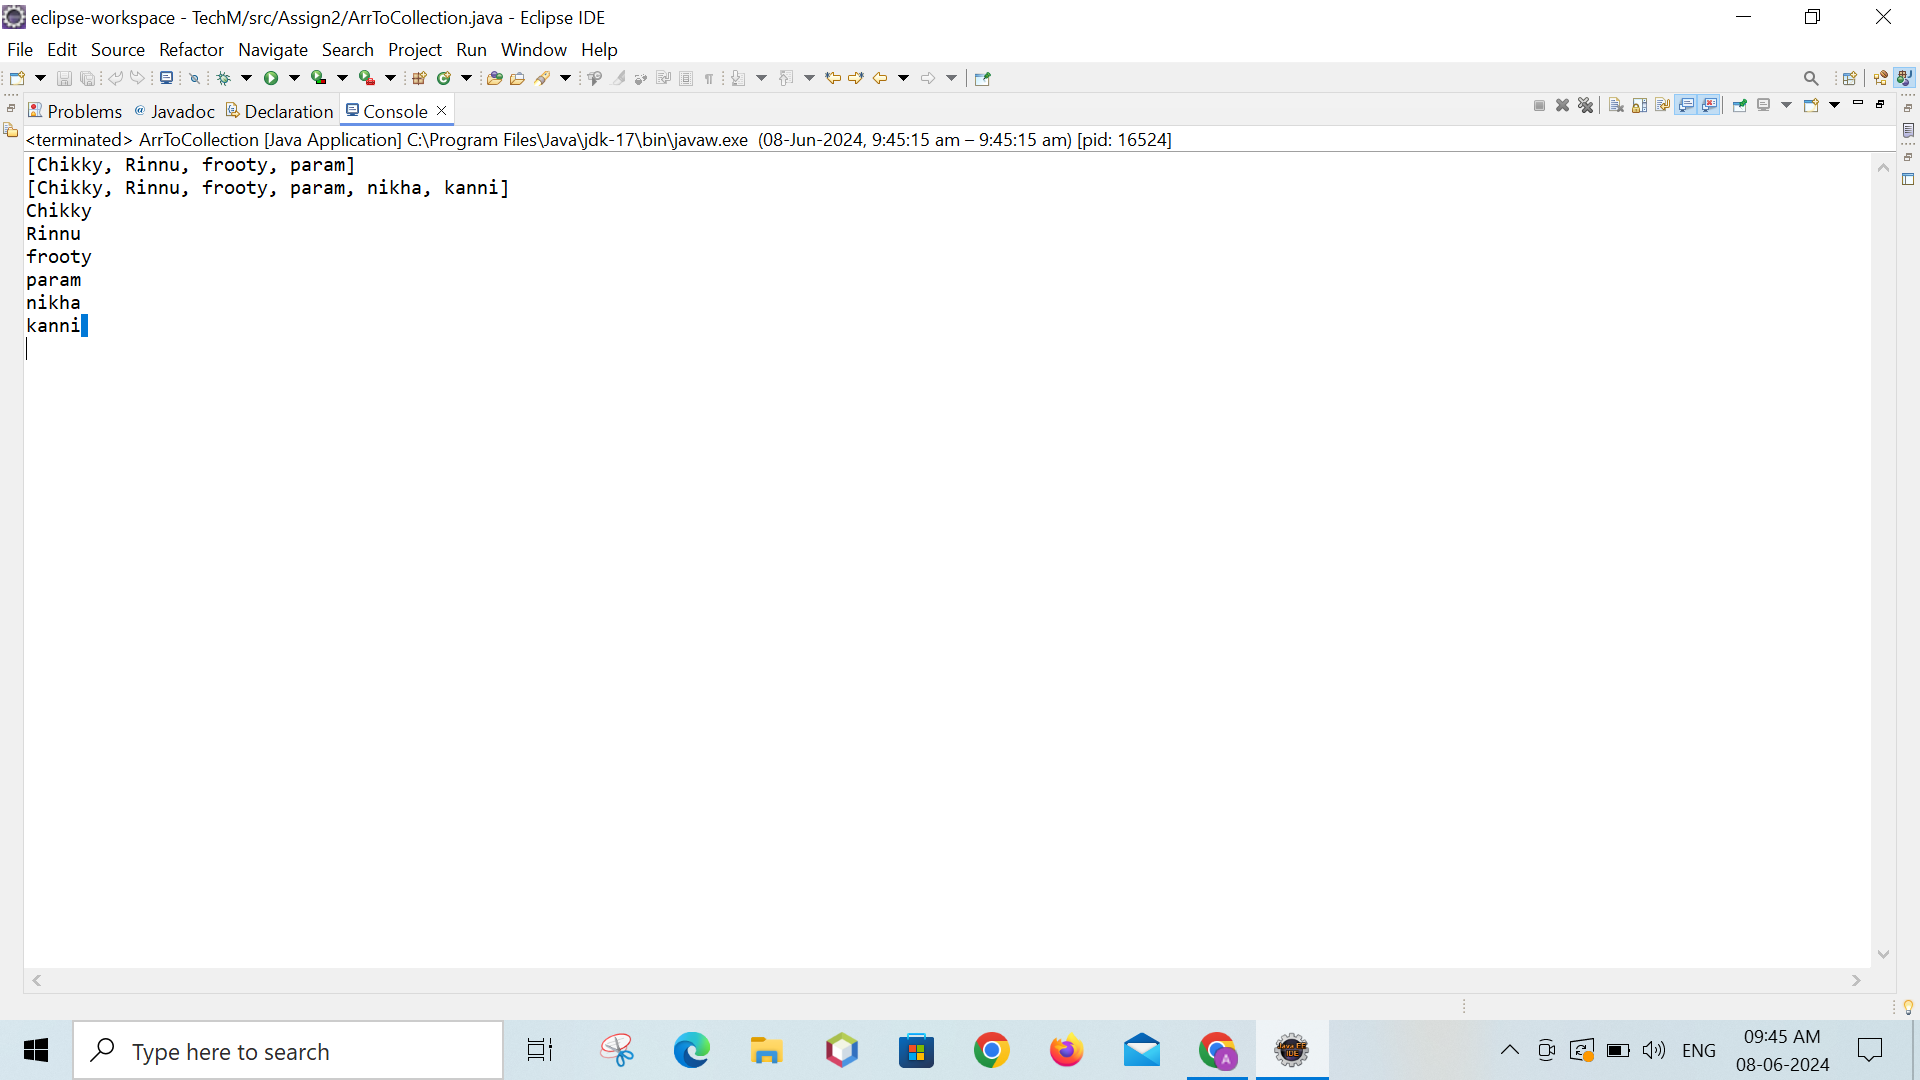 eclipse-workspace - TechM/src/Assign2/ArrToCollection.java - Eclipse IDE
File Edit Source Refactor Navigate Search Project Run Window Help
Problems @ Javadoc Declaration Console
<terminated> ArrToCollection [Java Application] C:\Program Files\Java\jdk-17\bin\javaw.exe (08-Jun-2024, 9:45:15 am – 9:45:15 am) [pid: 16524]
[Chikky, Rinnu, frooty, param]
[Chikky, Rinnu, frooty, param, nikha, kanni]
Chikky
Rinnu
frooty
param
nikha
kanni
Type here to search
ENG
09:45 AM
08-06-2024